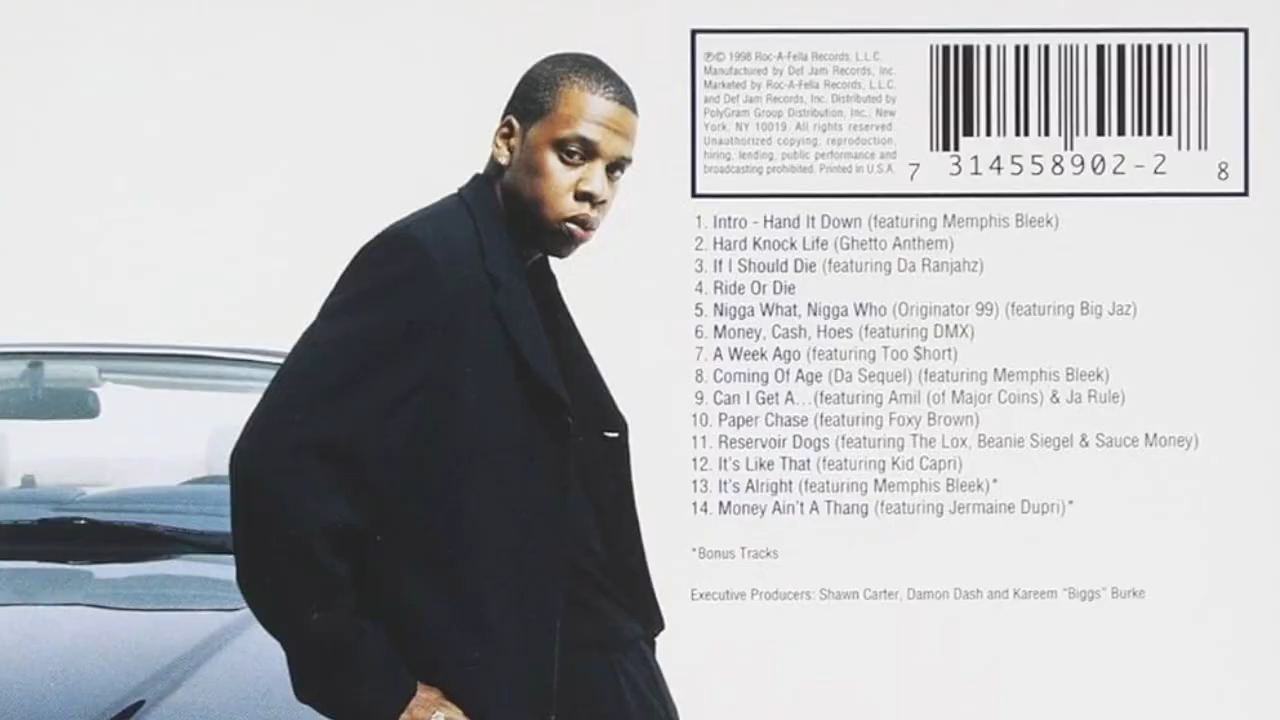 ℗© 1998 Roc-A-Fella Records, L.L.C.
Manufactured by Def Jam Records, Inc.
Marketed by Roc-A-Fella Records, L.L.C.
and Def Jam Records, Inc. Distributed by
PolyGram Group Distribution, Inc., New
York, NY 10019. All rights reserved.
Unauthorized copying, reproduction,
hiring, lending, public performance and
broadcasting prohibited. Printed in U.S.A.
7 314558902-2 8
1. Intro - Hand It Down (featuring Memphis Bleek)
2. Hard Knock Life (Ghetto Anthem)
3. If I Should Die (featuring Da Ranjahz)
4. Ride Or Die
5. Nigga What, Nigga Who (Originator 99) (featuring Big Jaz)
6. Money, Cash, Hoes (featuring DMX)
7. A Week Ago (featuring Too $hort)
8. Coming Of Age (Da Sequel) (featuring Memphis Bleek)
9. Can I Get A...(featuring Amil (of Major Coins) & Ja Rule)
10. Paper Chase (featuring Foxy Brown)
11. Reservoir Dogs (featuring The Lox, Beanie Siegel & Sauce Money)
12. It's Like That (featuring Kid Capri)
13. It's Alright (featuring Memphis Bleek)*
14. Money Ain't A Thang (featuring Jermaine Dupri)*
*Bonus Tracks
Executive Producers: Shawn Carter, Damon Dash and Kareem "Biggs" Burke